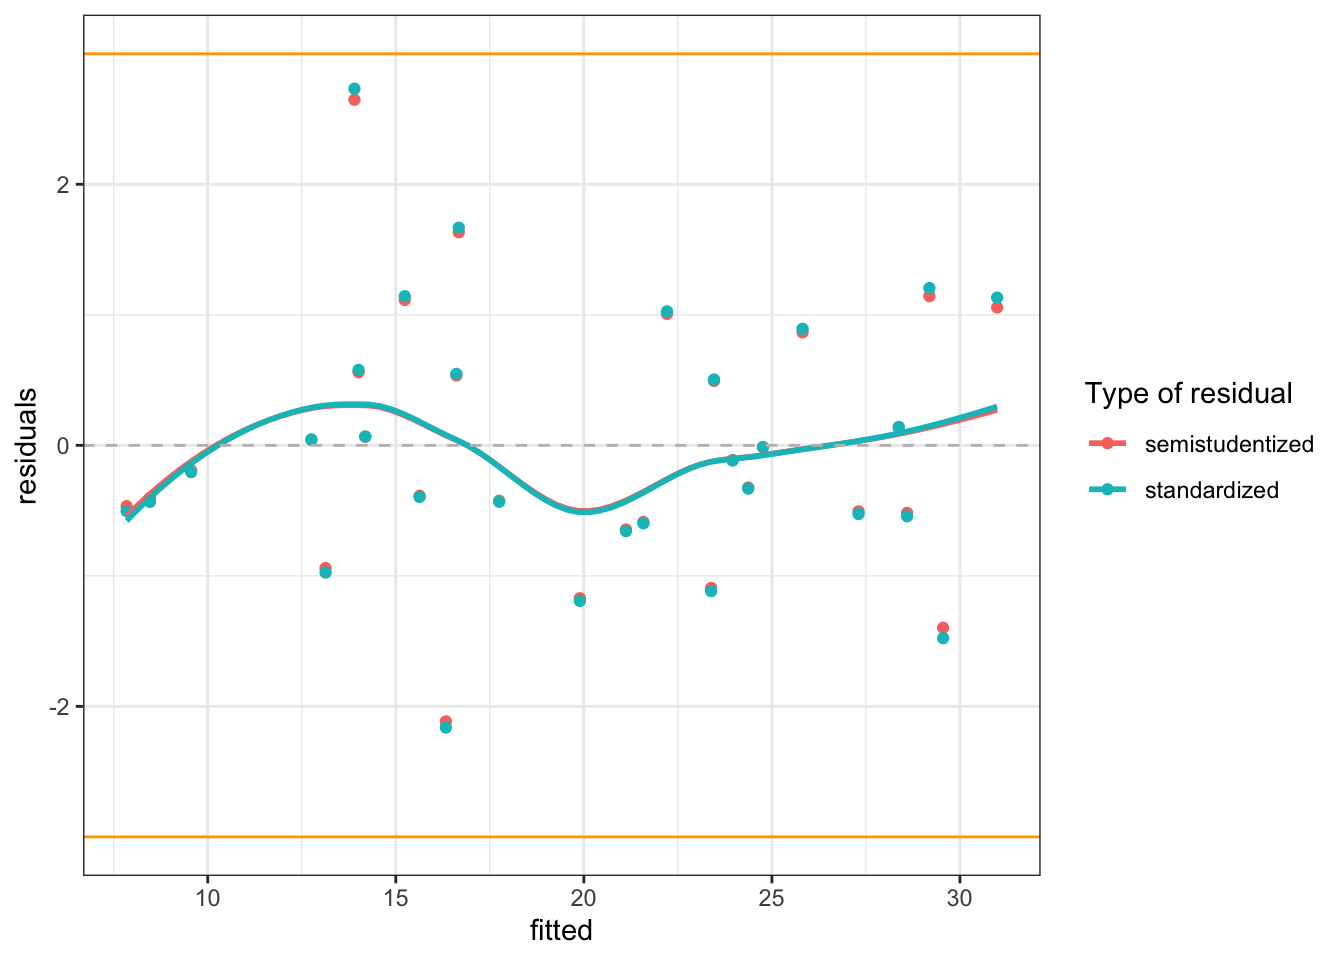 2
0
-2
residuals
10
15
20
25
30
fitted
Type of residual
semistudentized
standardized